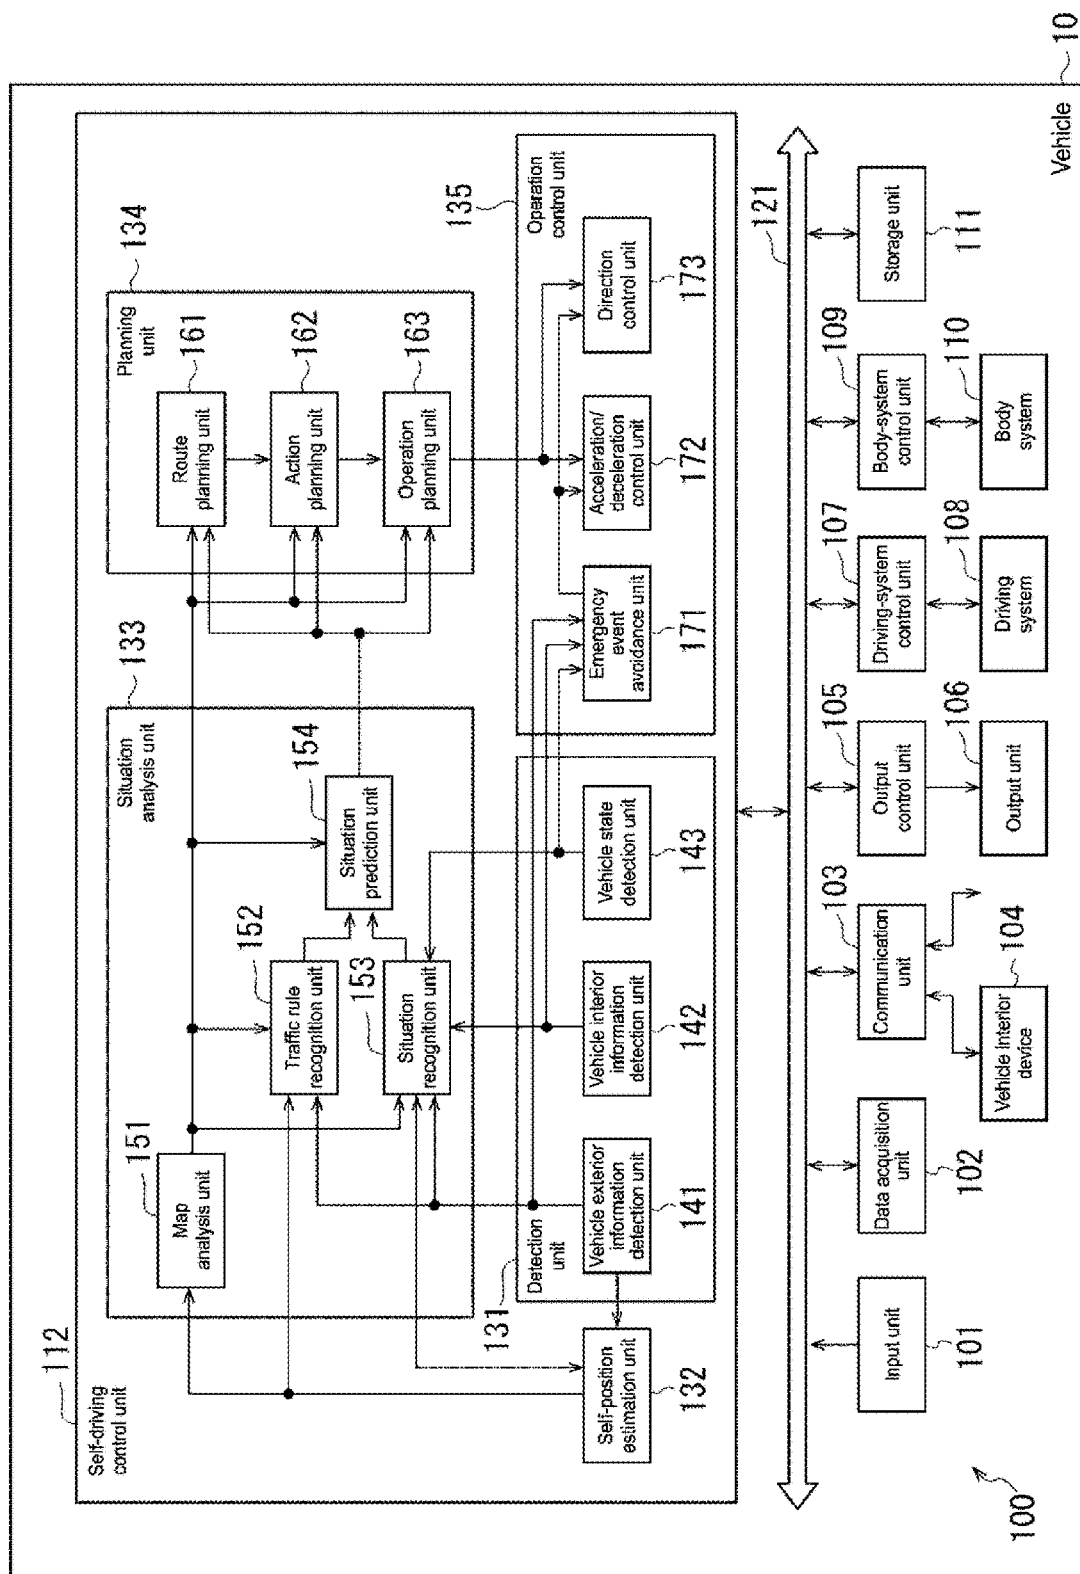 Vehicle
10
100
112
Self-driving
control unit
133
Situation
analysis unit
134
Planning
unit
151
Map
analysis unit
152
Traffic rule
recognition unit
153
Situation
recognition unit
154
Situation
prediction unit
161
Route
planning unit
162
Action
planning unit
163
Operation
planning unit
131
Detection
unit
135
Operation
control unit
Self-position
estimation unit
132
Vehicle exterior
information
detection unit
141
Vehicle interior
information
detection unit
142
Vehicle state
detection unit
143
Emergency
event
avoidance unit
171
Acceleration/
deceleration
control unit
172
Direction
control unit
173
121
Input unit
101
Data acquisition
unit
102
103
Communication
unit
104
Vehicle interior
device
105
Output
control unit
106
Output unit
107
Driving-system
control unit
108
Driving
system
109
Body-system
control unit
110
Body
system
Storage unit
111